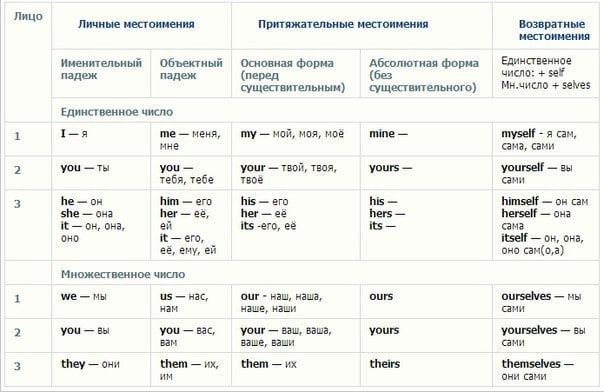 Лицо
Личные местоимения
Притяжательные местоимения
Возвратные местоимения
Именительный падеж
Объектный падеж
Основная форма (перед существительным)
Абсолютная форма (без существительного)
Единственное число: + self
Мн.число + selves
Единственное число
1
I — я
me — меня, мне
my — мой, моя, моё
mine —
myself - я сам, сама, сами
2
you — ты
you — тебя, тебе
your — твой, твоя, твоё
yours —
yourself — вы сами
3
he — он
she — она
it — он, она, оно
him — его
her — её, ей
it — его, её, ему, ей
his — его
her — её
its -его, её
his —
hers —
its —
himself — он сам
herself — она сама
itself — он, она, оно сам(о,а)
Множественное число
1
we — мы
us — нас, нам
our - наш, наша, наше, наши
ours
ourselves — мы сами
2
you — вы
you — вас, вам
your — ваш, ваша, ваше, ваши
yours
yourselves — вы сами
3
they — они
them — их, им
them — их
theirs
themselves — они сами